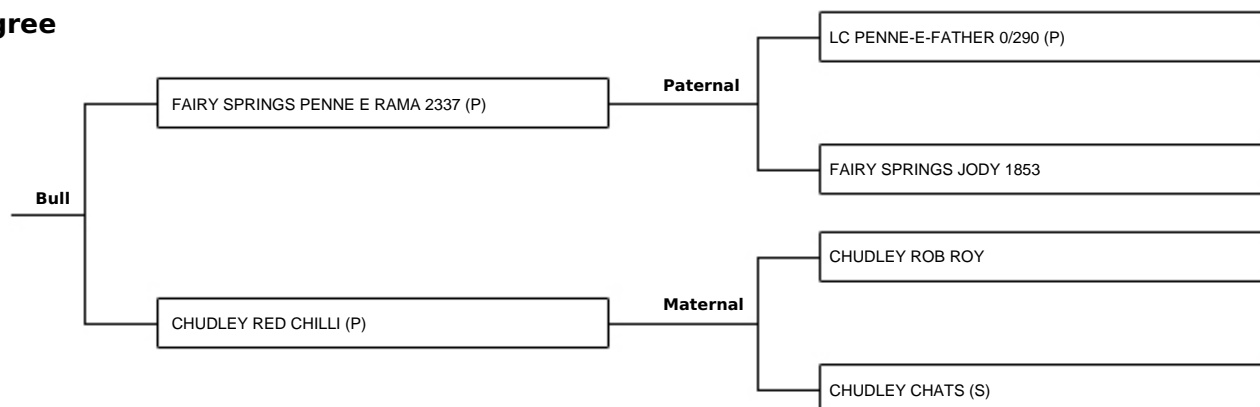 gree
LC PENNE-E-FATHER 0/290 (P)
Paternal
FAIRY SPRINGS PENNE E RAMA 2337 (P)
FAIRY SPRINGS JODY 1853
Bull
CHUDLEY ROB ROY
Maternal
CHUDLEY RED CHILLI (P)
CHUDLEY CHATS (S)